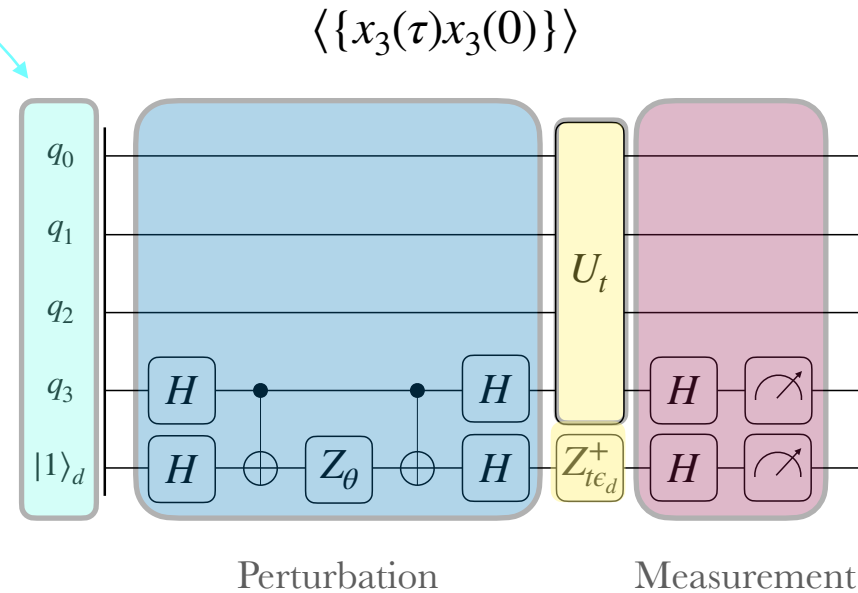 ⟨{x₃(τ)x₃(0)}⟩
q₀
q₁
q₂
U_t
q₃ H H H
|1⟩_d H Z_θ H Z⁺_{tϵ_d} H
Perturbation Measurement